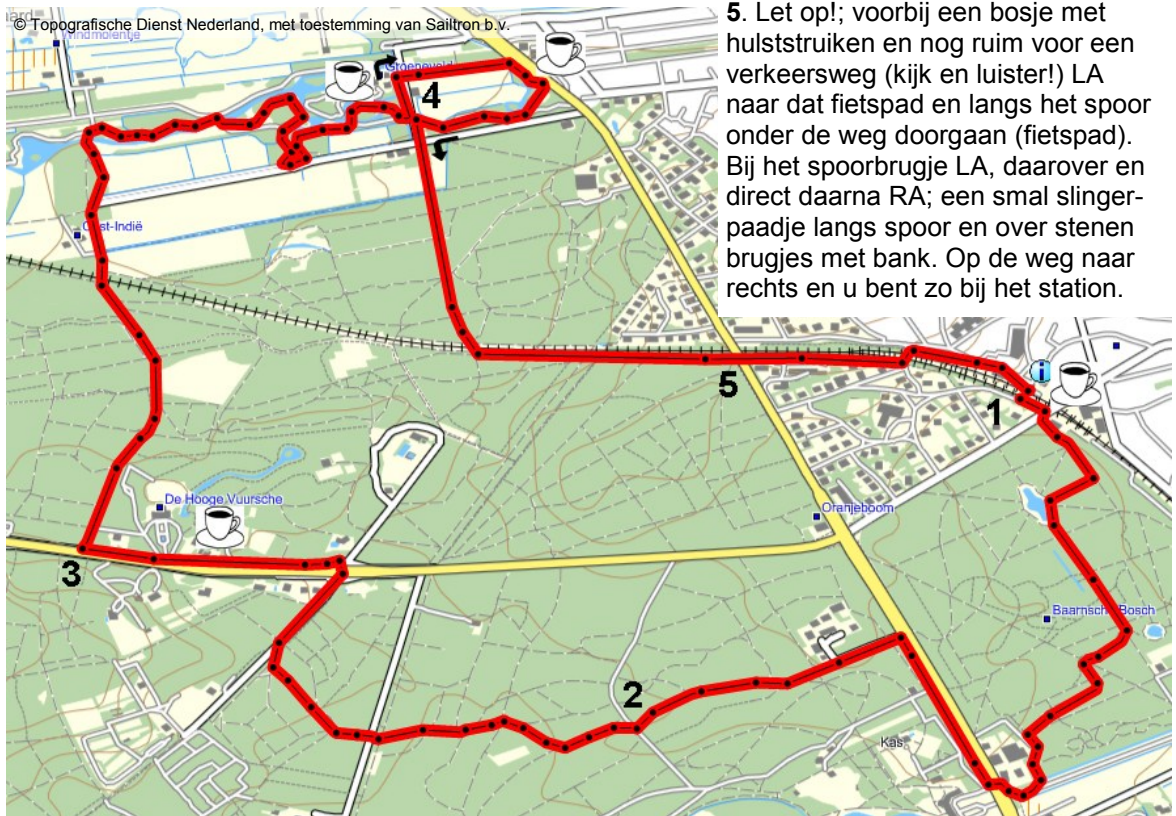 © Topografische Dienst Nederland, met toestemming van Sailtron b.v.
5. Let op!; voorbij een bosje met
hulststruiken en nog ruim voor een
verkeersweg (kijk en luister!) LA
naar dat fietspad en langs het spoor
onder de weg doorgaan (fietspad).
Bij het spoorbrugje LA, daarover en
direct daarna RA; een smal slinger-
paadje langs spoor en over stenen
brugjes met bank. Op de weg naar
rechts en u bent zo bij het station.
Windmolentje
Groeneveld
4
5
i
1
De Hooge Vuursche
Oranjeboom
3
Baarnsche Bosch
2
Kas